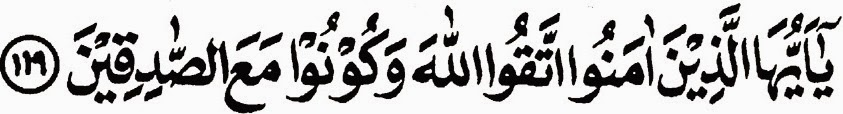 يٰٓاَيُّهَا الَّذِيْنَ اٰمَنُوا اتَّقُوا اللّٰهَ وَكُوْنُوْا مَعَ الصّٰدِقِيْنَ ﴿١١٩﴾